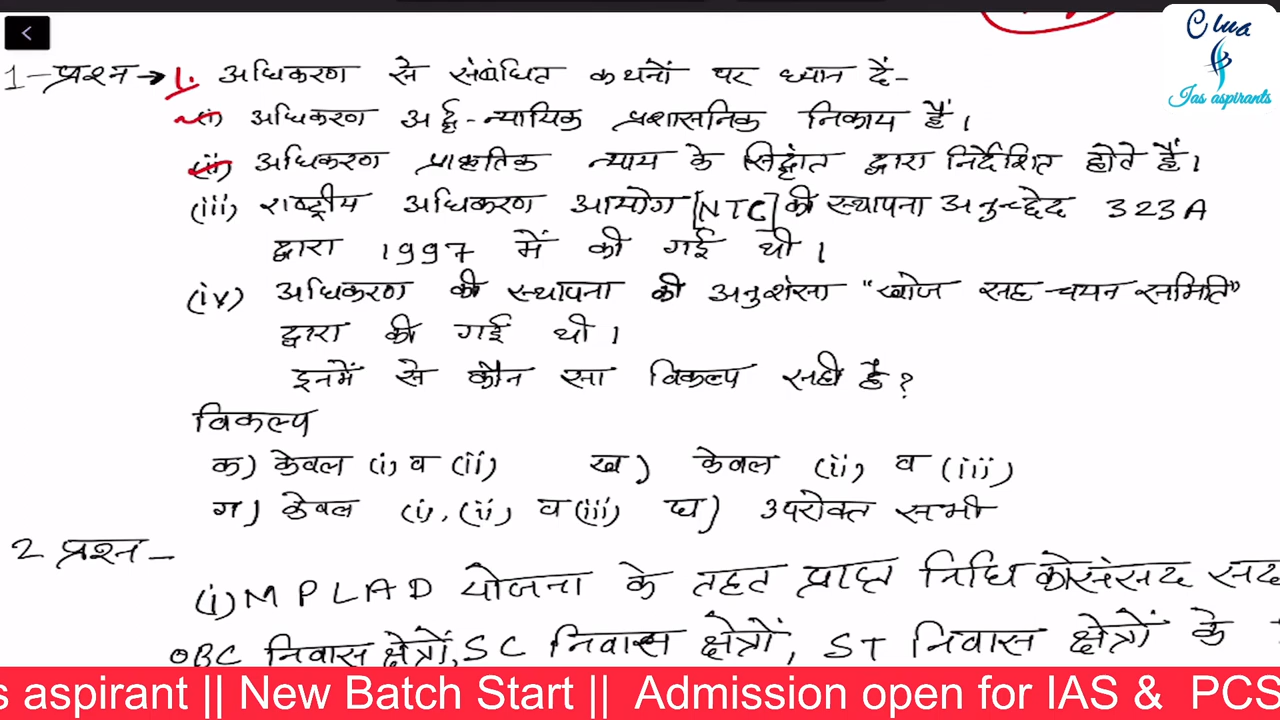 Clua
Ias aspirants
1-प्रश्न → 1. अधिकरण से संबंधित कथनों पर ध्यान दें-
(i) अधिकरण अर्द्ध-न्यायिक प्रशासनिक निकाय हैं।
(ii) अधिकरण प्राकृतिक न्याय के सिद्धांत द्वारा निर्देशित होते हैं।
(iii) राष्ट्रीय अधिकरण आयोग [NTC] की स्थापना अनुच्छेद 323A
द्वारा 1997 में की गई थी।
(iv) अधिकरण की स्थापना की अनुशंसा "खोज सह-चयन समिति"
द्वारा की गई थी।
इनमें से कौन सा विकल्प सही है?
विकल्प
क) केवल (i) व (ii) ख) केवल (ii) व (iii)
ग) केवल (i), (ii) व (iii) घ) उपरोक्त सभी
2 प्रश्न-
(i) MPLAD योजना के तहत प्राप्त निधि को संसद सद
OBC निवास क्षेत्रों, SC निवास क्षेत्रों, ST निवास क्षेत्रों के
s aspirant || New Batch Start || Admission open for IAS & PCS